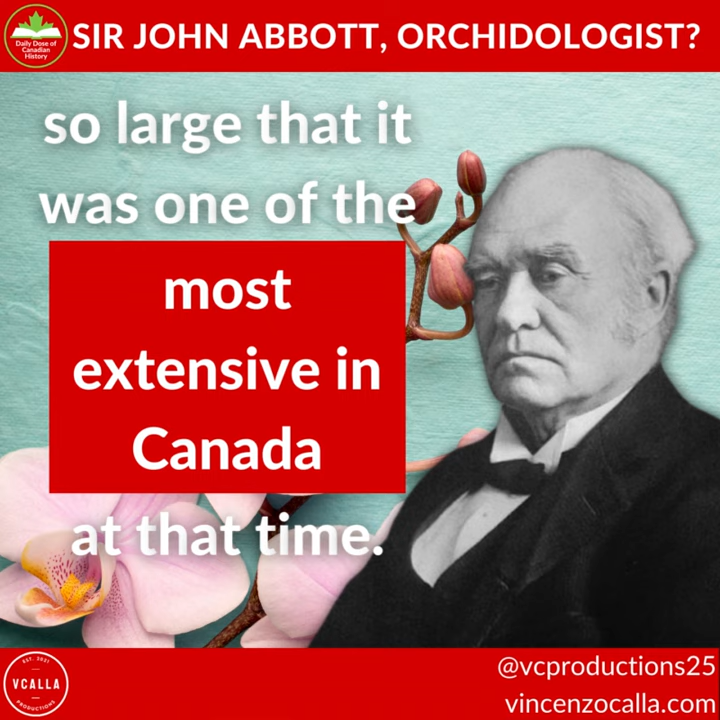 Daily Dose of
Canadian
History
SIR JOHN ABBOTT, ORCHIDOLOGIST?
so large that it
was one of the
most
extensive in
Canada
at that time.
EST. 2021
VCALLA
PRODUCTIONS
@vcproductions25
vincenzocalla.com